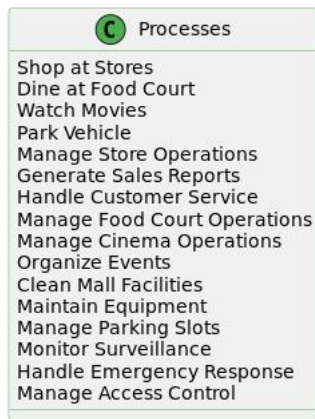 C Processes
Shop at Stores
Dine at Food Court
Watch Movies
Park Vehicle
Manage Store Operations
Generate Sales Reports
Handle Customer Service
Manage Food Court Operations
Manage Cinema Operations
Organize Events
Clean Mall Facilities
Maintain Equipment
Manage Parking Slots
Monitor Surveillance
Handle Emergency Response
Manage Access Control